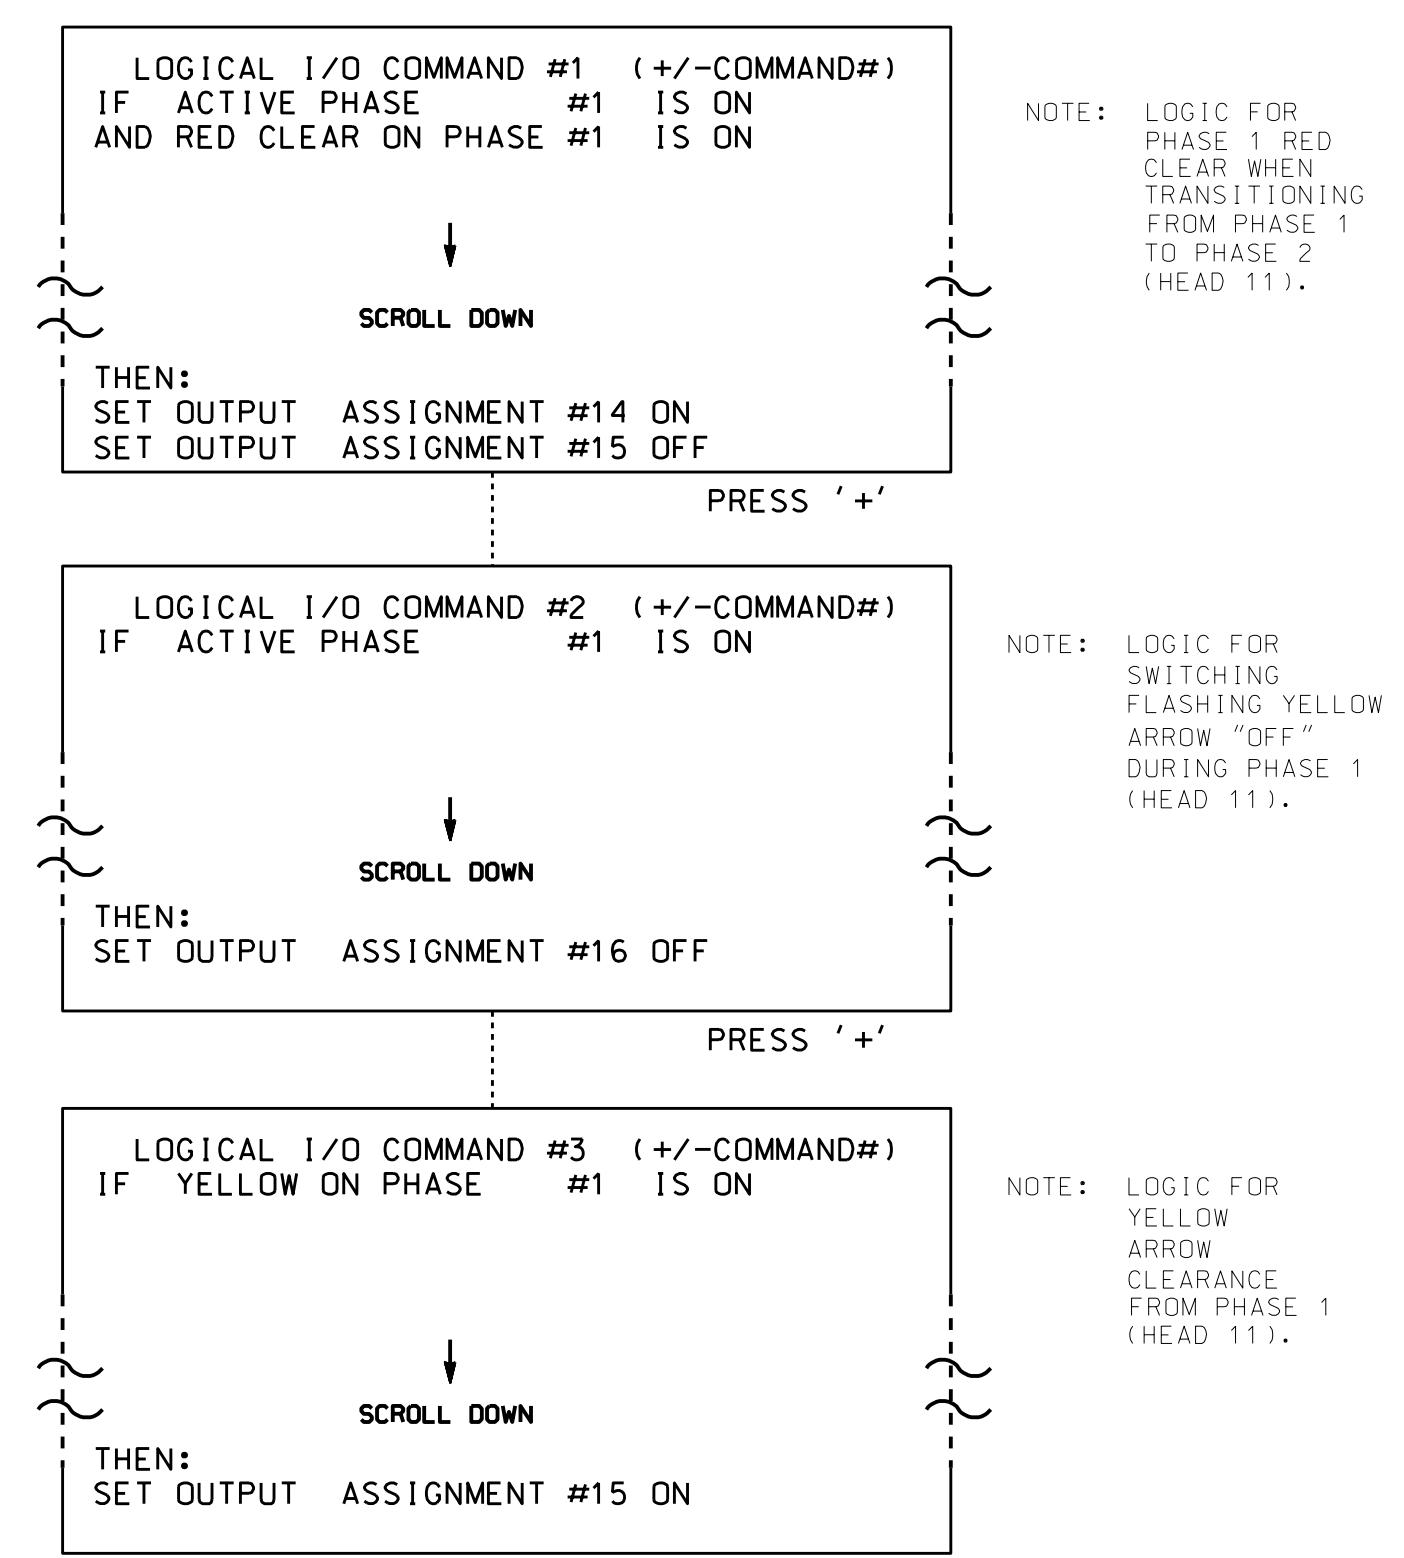 LOGICAL I/O COMMAND #1 (+/-COMMAND#)
IF ACTIVE PHASE #1 IS ON
AND RED CLEAR ON PHASE #1 IS ON
SCROLL DOWN
THEN:
SET OUTPUT ASSIGNMENT #14 ON
SET OUTPUT ASSIGNMENT #15 OFF
NOTE: LOGIC FOR
PHASE 1 RED
CLEAR WHEN
TRANSITIONING
FROM PHASE 1
TO PHASE 2
(HEAD 11).
PRESS '+'
LOGICAL I/O COMMAND #2 (+/-COMMAND#)
IF ACTIVE PHASE #1 IS ON
SCROLL DOWN
THEN:
SET OUTPUT ASSIGNMENT #16 OFF
NOTE: LOGIC FOR
SWITCHING
FLASHING YELLOW
ARROW "OFF"
DURING PHASE 1
(HEAD 11).
PRESS '+'
LOGICAL I/O COMMAND #3 (+/-COMMAND#)
IF YELLOW ON PHASE #1 IS ON
SCROLL DOWN
THEN:
SET OUTPUT ASSIGNMENT #15 ON
NOTE: LOGIC FOR
YELLOW
ARROW
CLEARANCE
FROM PHASE 1
(HEAD 11).